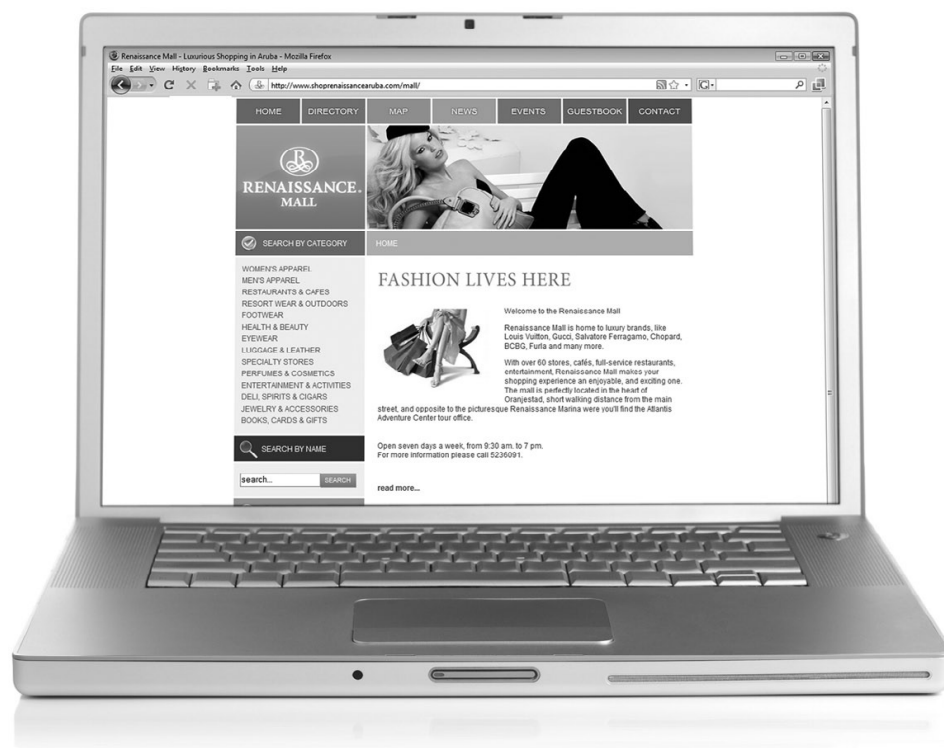 Renaissance Mall - Luxurious Shopping in Aruba - Mozilla Firefox
File Edit View History Bookmarks Tools Help
http://www.shoprenaissancearuba.com/mall/
HOME DIRECTORY MAP NEWS EVENTS GUESTBOOK CONTACT
R
RENAISSANCE.
MALL
SEARCH BY CATEGORY
HOME
WOMEN'S APPAREL
MEN'S APPAREL
RESTAURANTS & CAFES
RESORT WEAR & OUTDOORS
FOOTWEAR
HEALTH & BEAUTY
EYEWEAR
LUGGAGE & LEATHER
SPECIALTY STORES
PERFUMES & COSMETICS
ENTERTAINMENT & ACTIVITIES
DELI, SPIRITS & CIGARS
JEWELRY & ACCESSORIES
BOOKS, CARDS & GIFTS
SEARCH BY NAME
search... SEARCH
FASHION LIVES HERE
Welcome to the Renaissance Mall
Renaissance Mall is home to luxury brands, like
Louis Vuitton, Gucci, Salvatore Ferragamo, Chopard,
BCBG, Furla and many more.
With over 60 stores, cafés, full-service restaurants,
entertainment, Renaissance Mall makes your
shopping experience an enjoyable, and exciting one.
The mall is perfectly located in the heart of
Oranjestad, short walking distance from the main
street, and opposite to the picturesque Renaissance Marina were you'll find the Atlantis
Adventure Center tour office.
Open seven days a week, from 9:30 am. to 7 pm.
For more information please call 5236091.
read more...